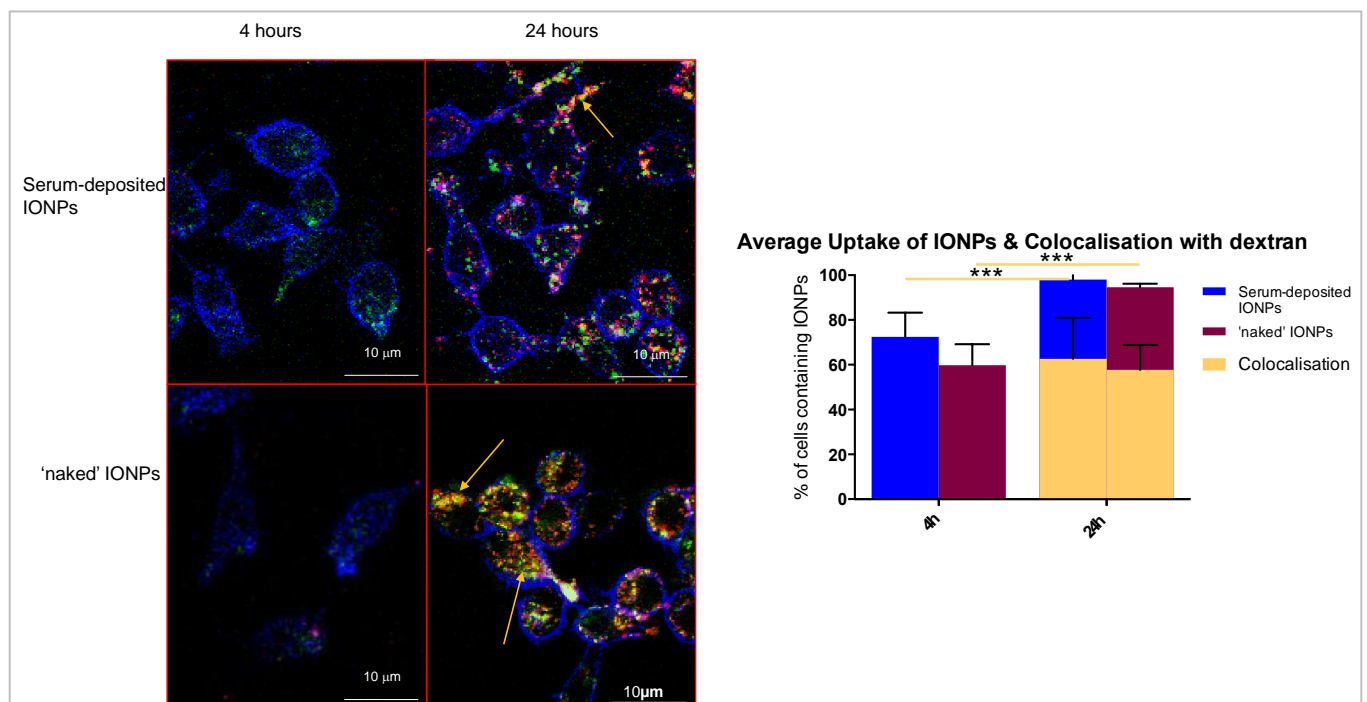 4 hours
24 hours
Serum-deposited
IONPs
10 μm
10 μm
'naked' IONPs
10 μm
10μm
Average Uptake of IONPs & Colocalisation with dextran
***
***
% of cells containing IONPs
100
80
60
40
20
0
4h
24h
Serum-deposited
IONPs
'naked' IONPs
Colocalisation